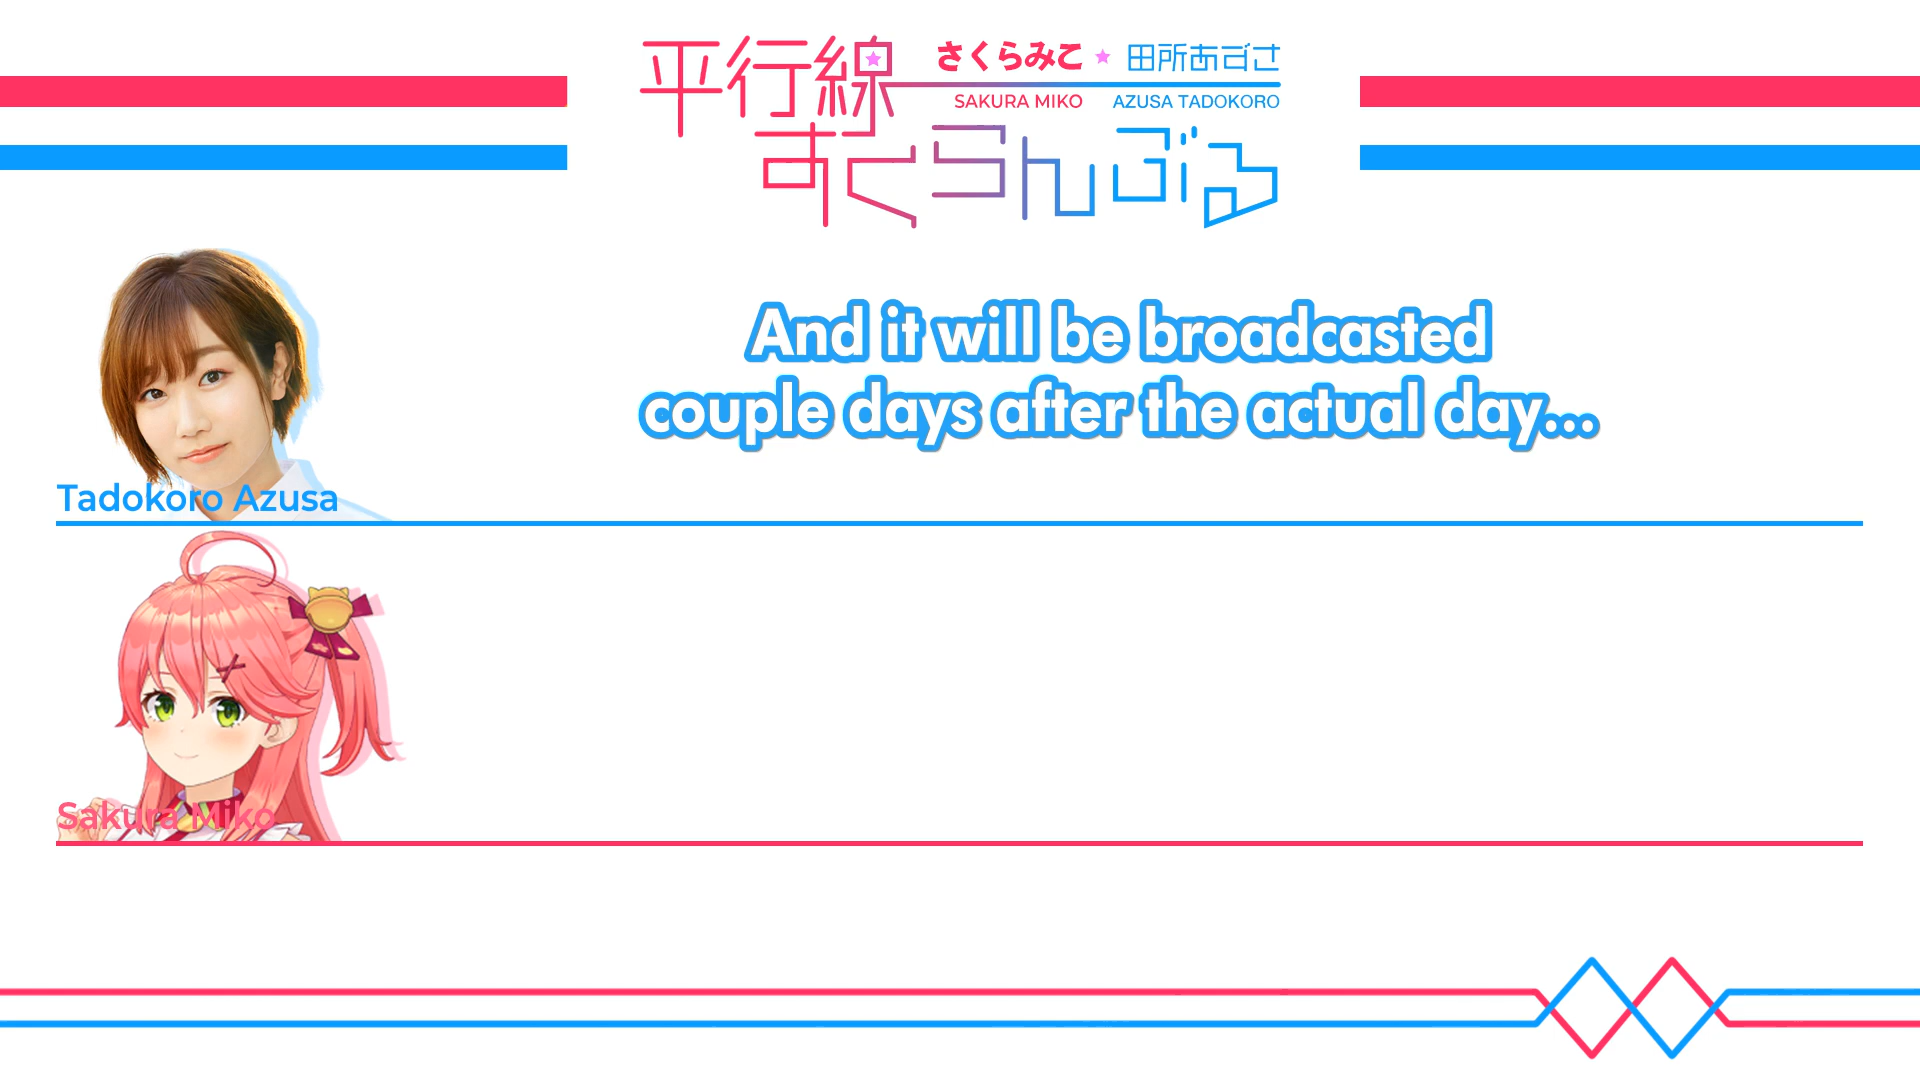 平行線
さくらみこ★田所あずさ
SAKURA MIKO AZUSA TADOKORO
すくらんぶる
And it will be broadcasted
couple days after the actual day...
Tadokoro Azusa
Sakura Miko